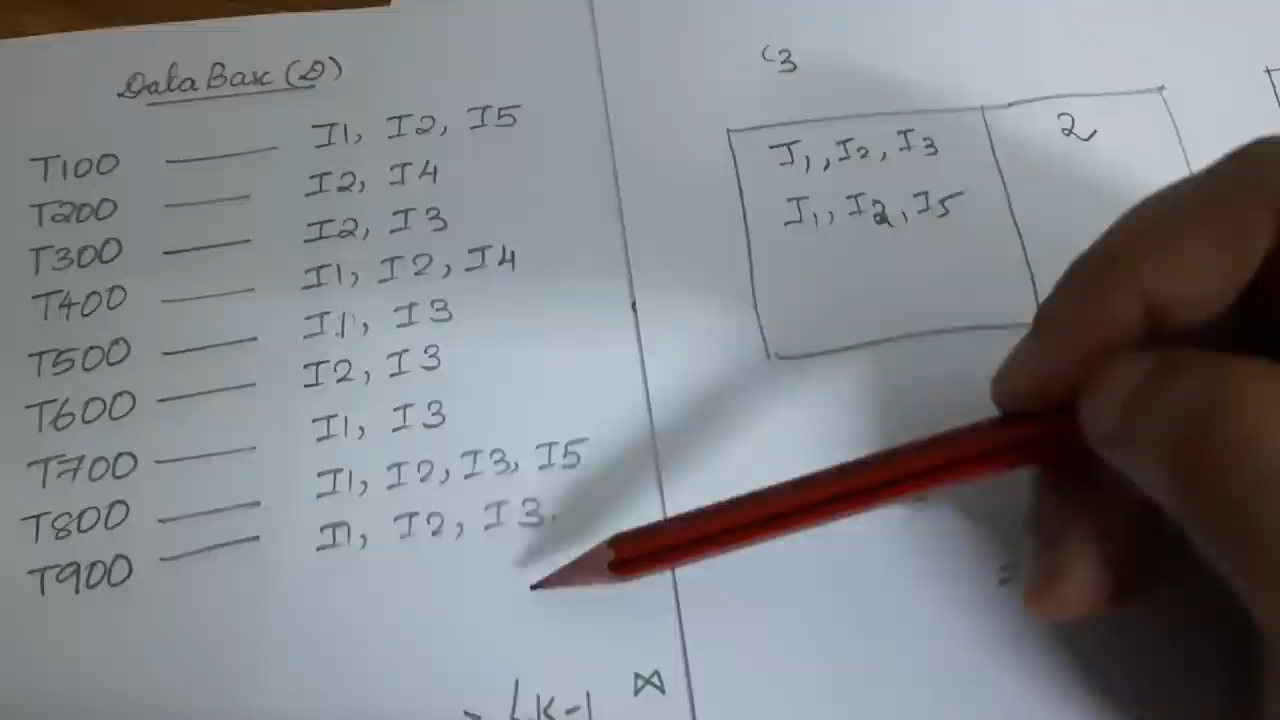 DataBase (D)
T100 — I1, I2, I5
T200 — I2, I4
T300 — I2, I3
T400 — I1, I2, I4
T500 — I1, I3
T600 — I2, I3
T700 — I1, I3
T800 — I1, I2, I3, I5
T900 — I1, I2, I3.
C3
I1, I2, I3 2
I1, I2, I5
= LK-1 ⋈